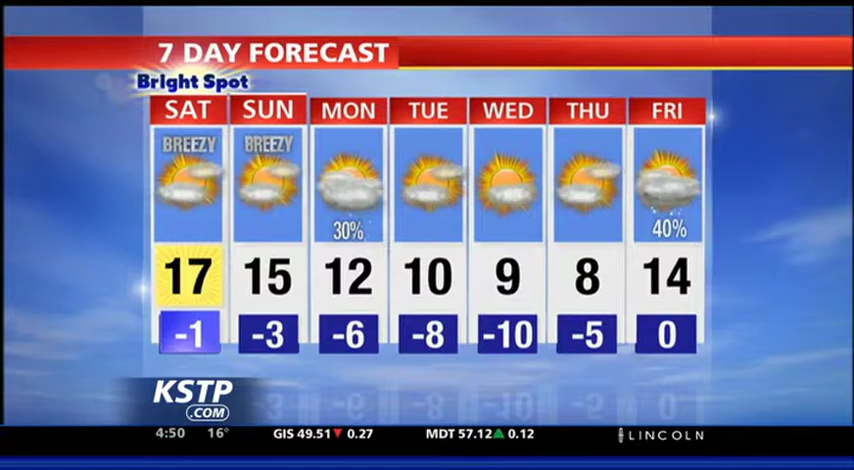 7 DAY FORECAST
Bright Spot
SAT SUN MON TUE WED THU FRI
BREEZY BREEZY
30% 40%
17 15 12 10 9 8 14
-1 -3 -6 -8 -10 -5 0
KSTP
.COM
4:50 16° GIS 49.51▼ 0.27 MDT 57.12▲ 0.12 LINCOLN